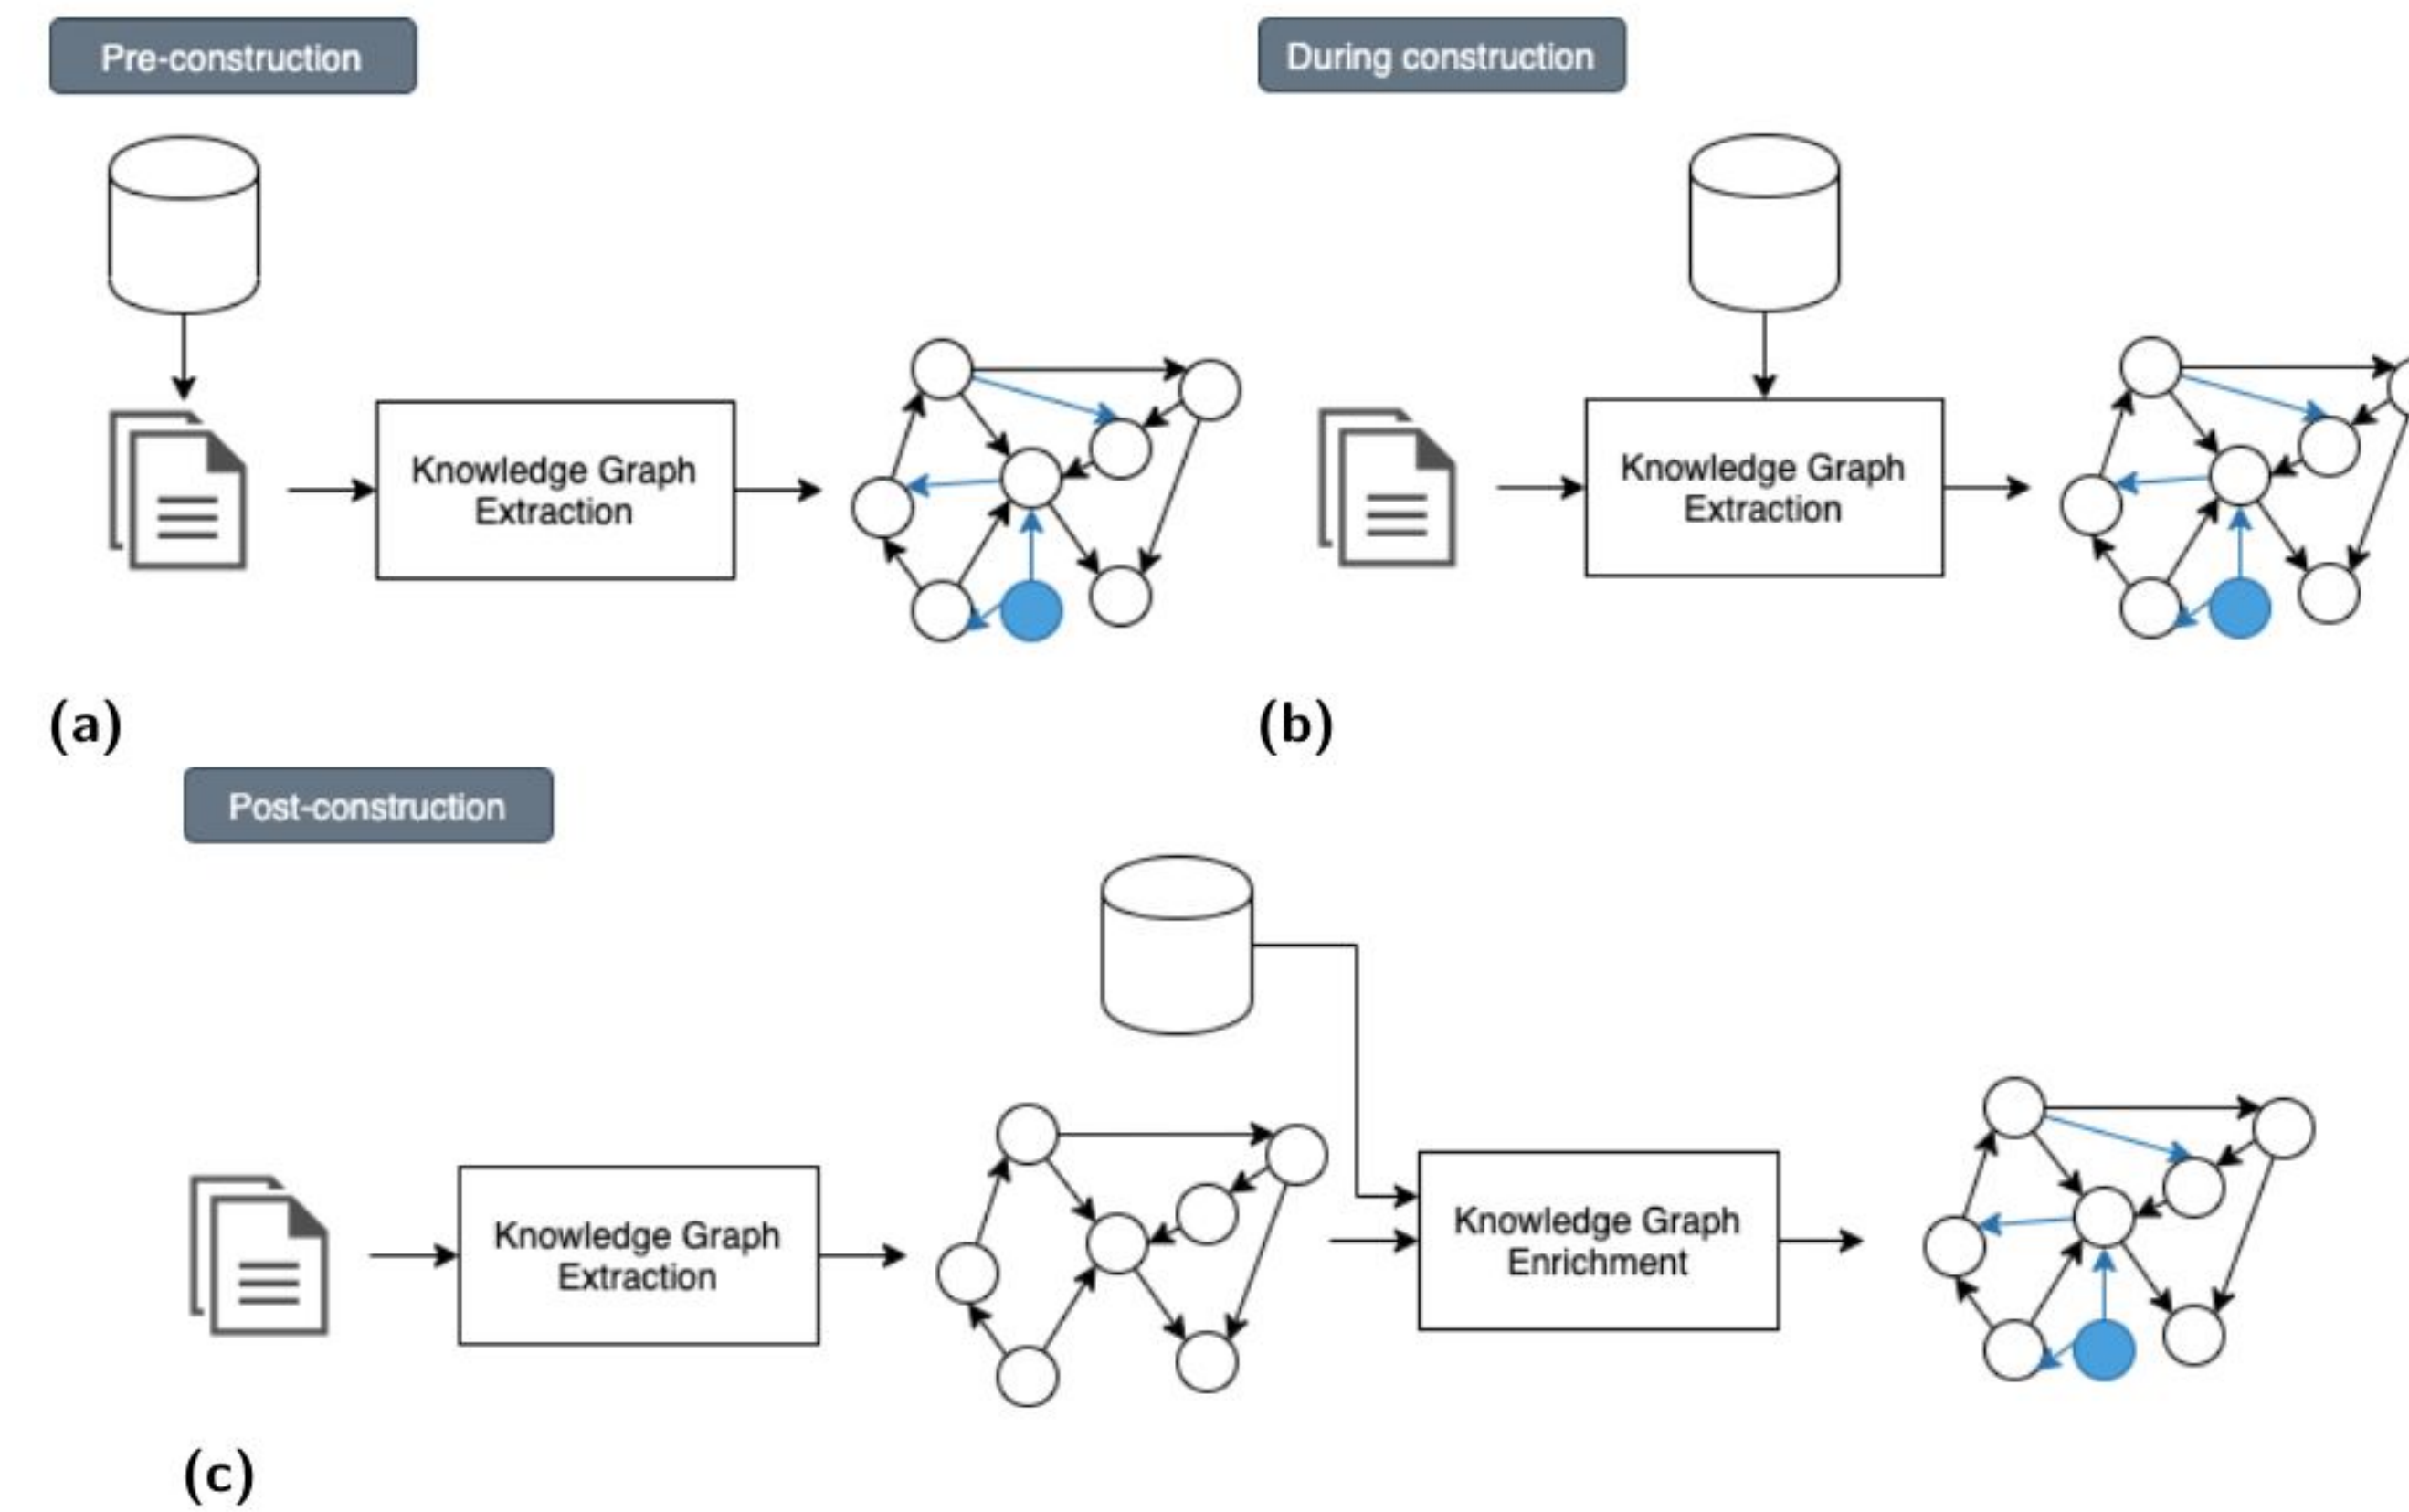 Pre-construction
During construction
Knowledge Graph
Extraction
Knowledge Graph
Extraction
(a)
(b)
Post-construction
Knowledge Graph
Extraction
Knowledge Graph
Enrichment
(c)